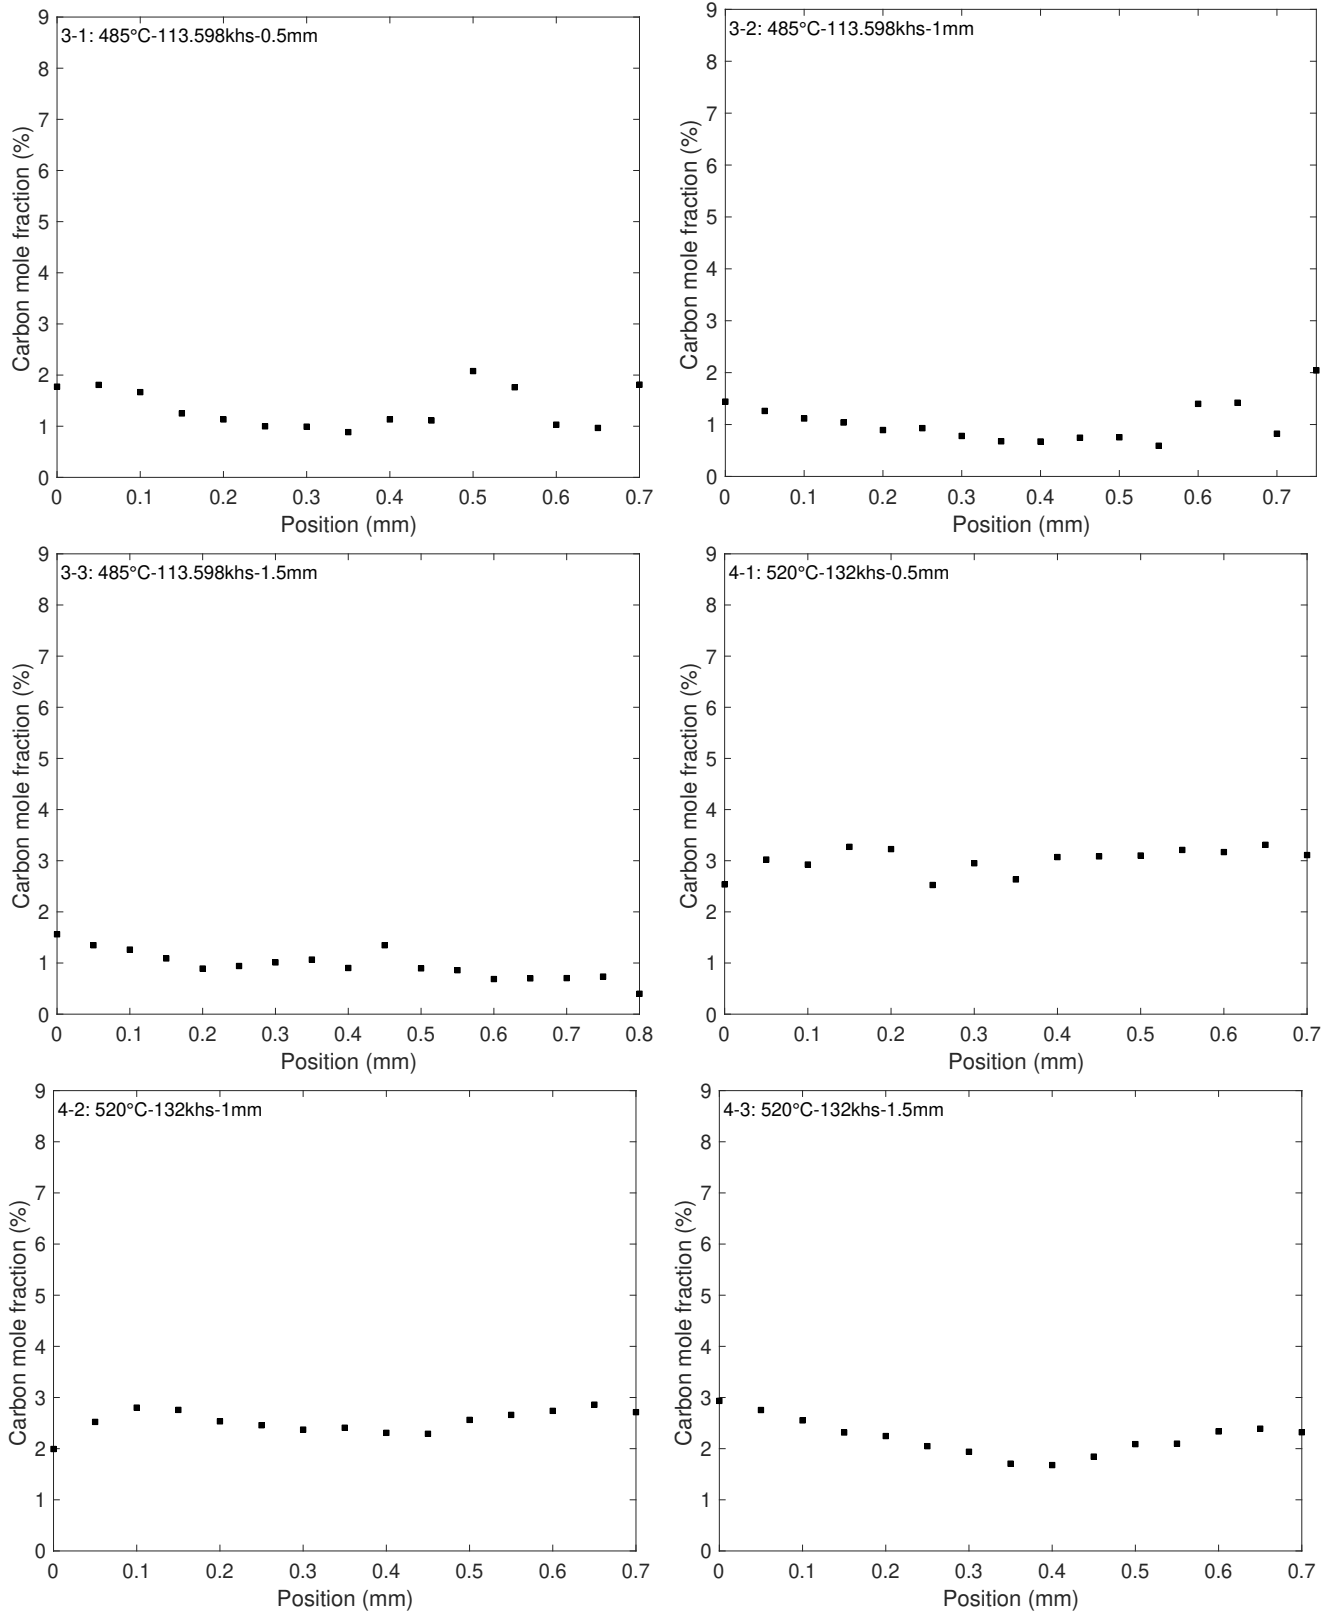 3-1: 485°C-113.598khs-0.5mm
9
8
7
6
5
4
3
2
1
0
Carbon mole fraction (%)
0 0.1 0.2 0.3 0.4 0.5 0.6 0.7
Position (mm)
3-2: 485°C-113.598khs-1mm
9
8
7
6
5
4
3
2
1
0
Carbon mole fraction (%)
0 0.1 0.2 0.3 0.4 0.5 0.6 0.7
Position (mm)
3-3: 485°C-113.598khs-1.5mm
9
8
7
6
5
4
3
2
1
0
Carbon mole fraction (%)
0 0.1 0.2 0.3 0.4 0.5 0.6 0.7 0.8
Position (mm)
4-1: 520°C-132khs-0.5mm
9
8
7
6
5
4
3
2
1
0
Carbon mole fraction (%)
0 0.1 0.2 0.3 0.4 0.5 0.6 0.7
Position (mm)
4-2: 520°C-132khs-1mm
9
8
7
6
5
4
3
2
1
0
Carbon mole fraction (%)
0 0.1 0.2 0.3 0.4 0.5 0.6 0.7
Position (mm)
4-3: 520°C-132khs-1.5mm
9
8
7
6
5
4
3
2
1
0
Carbon mole fraction (%)
0 0.1 0.2 0.3 0.4 0.5 0.6 0.7
Position (mm)